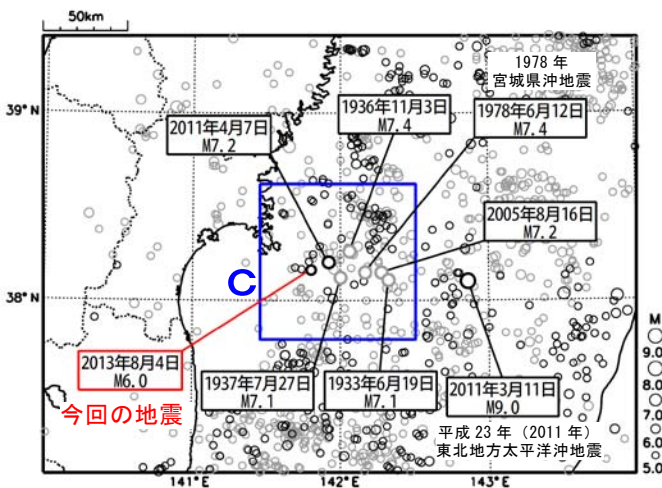 50km
1978 年
宮城県沖地震
39°N
1936年11月3日
M7.4
1978年6月12日
M7.4
2011年4月7日
M7.2
2005年8月16日
M7.2
C
38°N
M
9.0
8.0
7.0
6.0
5.0
2013年8月4日
M6.0
今回の地震
1937年7月27日
M7.1
1933年6月19日
M7.1
2011年3月11日
M9.0
平成 23 年（2011 年）
東北地方太平洋沖地震
141°E
142°E
143°E